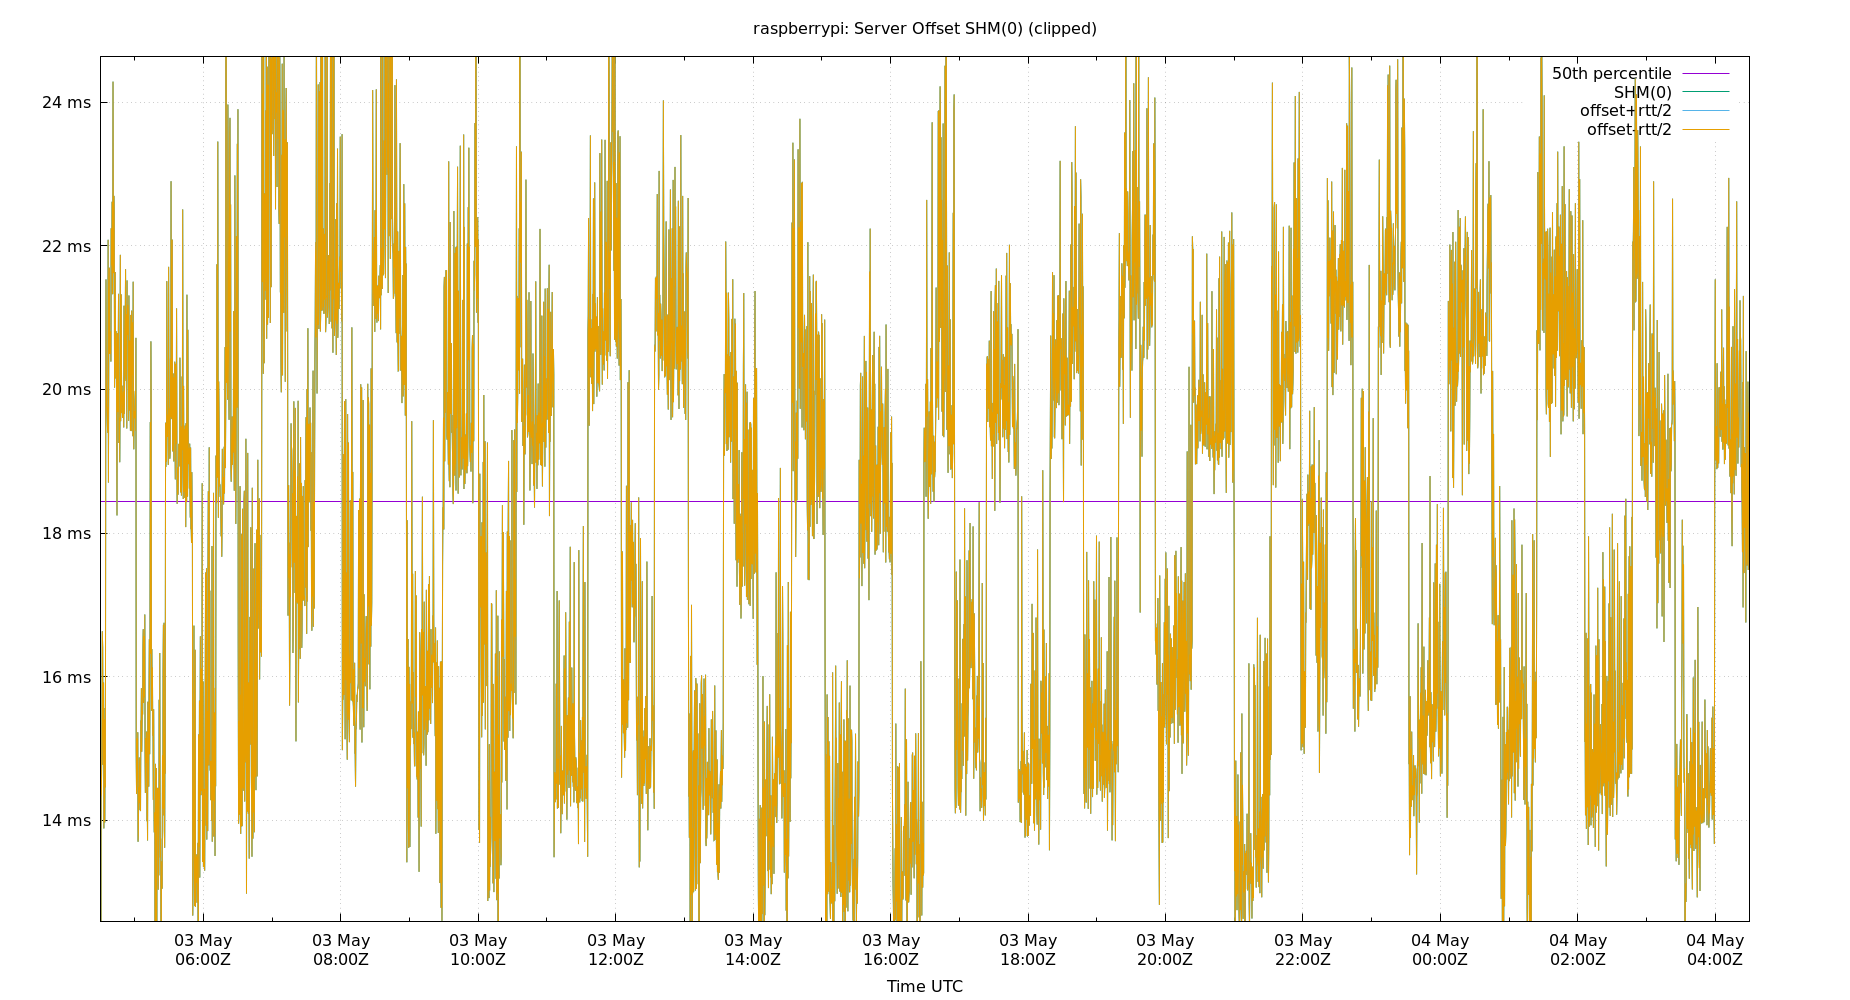 raspberrypi: Server Offset SHM(0) (clipped)
50th percentile
SHM(0)
offset+rtt/2
offset-rtt/2
24 ms
22 ms
20 ms
18 ms
16 ms
14 ms
03 May 03 May 03 May 03 May 03 May 03 May 03 May 03 May 03 May 04 May 04 May 04 May
06:00Z 08:00Z 10:00Z 12:00Z 14:00Z 16:00Z 18:00Z 20:00Z 22:00Z 00:00Z 02:00Z 04:00Z
Time UTC